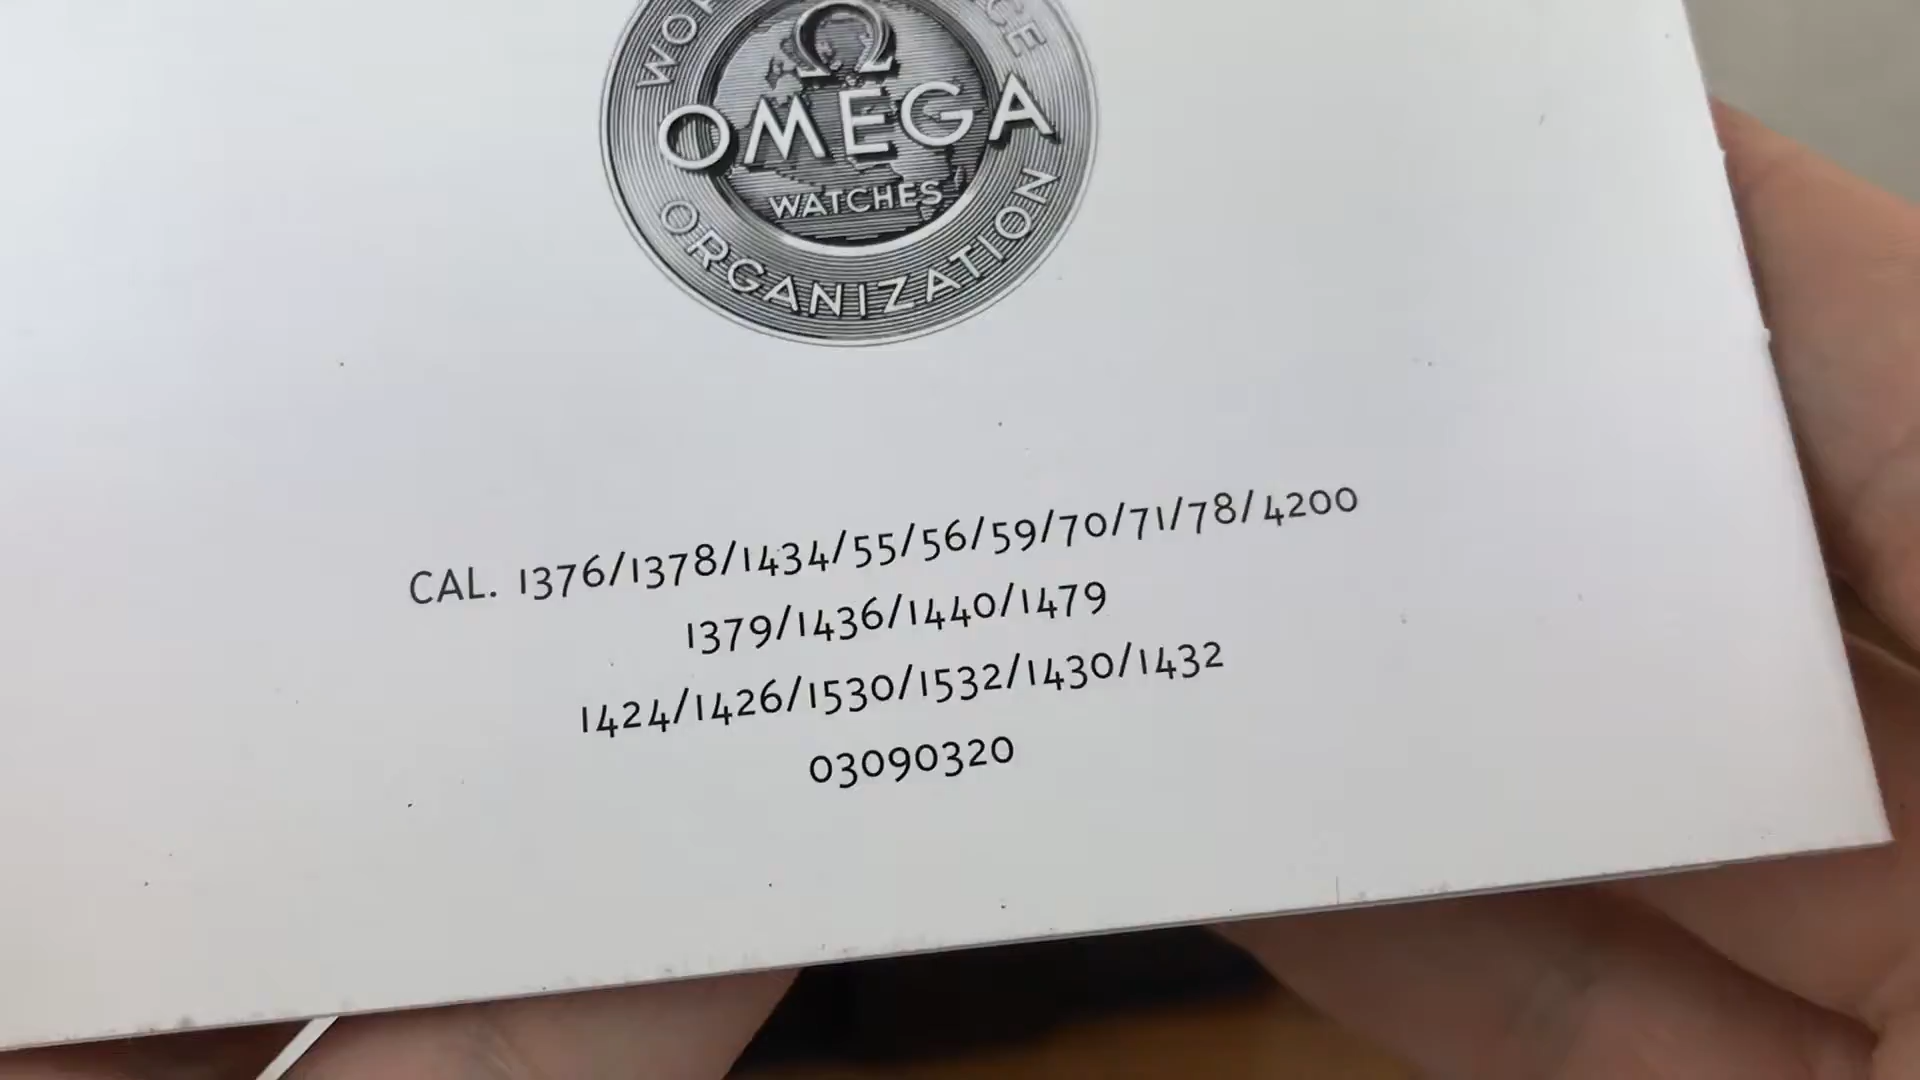 Ω
OMEGA
WATCHES
ORGANIZATION
CAL. 1376/1378/1434/55/56/59/70/71/78/4200
1379/1436/1440/1479
1424/1426/1530/1532/1430/1432
03090320